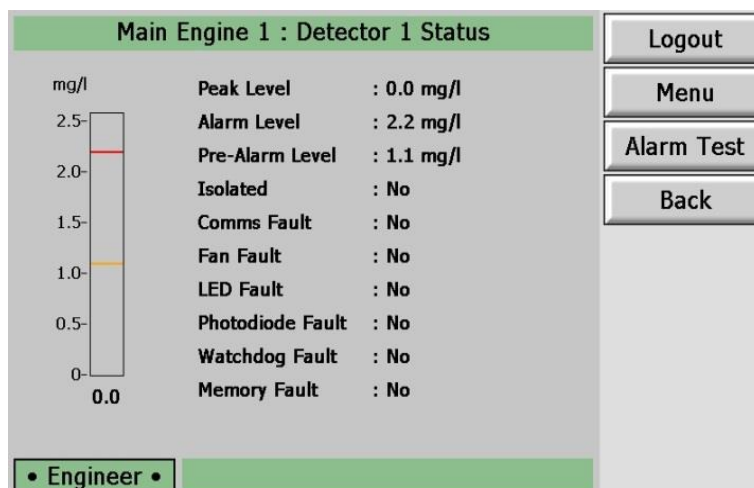 Main Engine 1 : Detector 1 Status
mg/l
2.5-
2.0-
1.5-
1.0-
0.5-
0-
0.0
Peak Level : 0.0 mg/l
Alarm Level : 2.2 mg/l
Pre-Alarm Level : 1.1 mg/l
Isolated : No
Comms Fault : No
Fan Fault : No
LED Fault : No
Photodiode Fault : No
Watchdog Fault : No
Memory Fault : No
Logout
Menu
Alarm Test
Back
• Engineer •